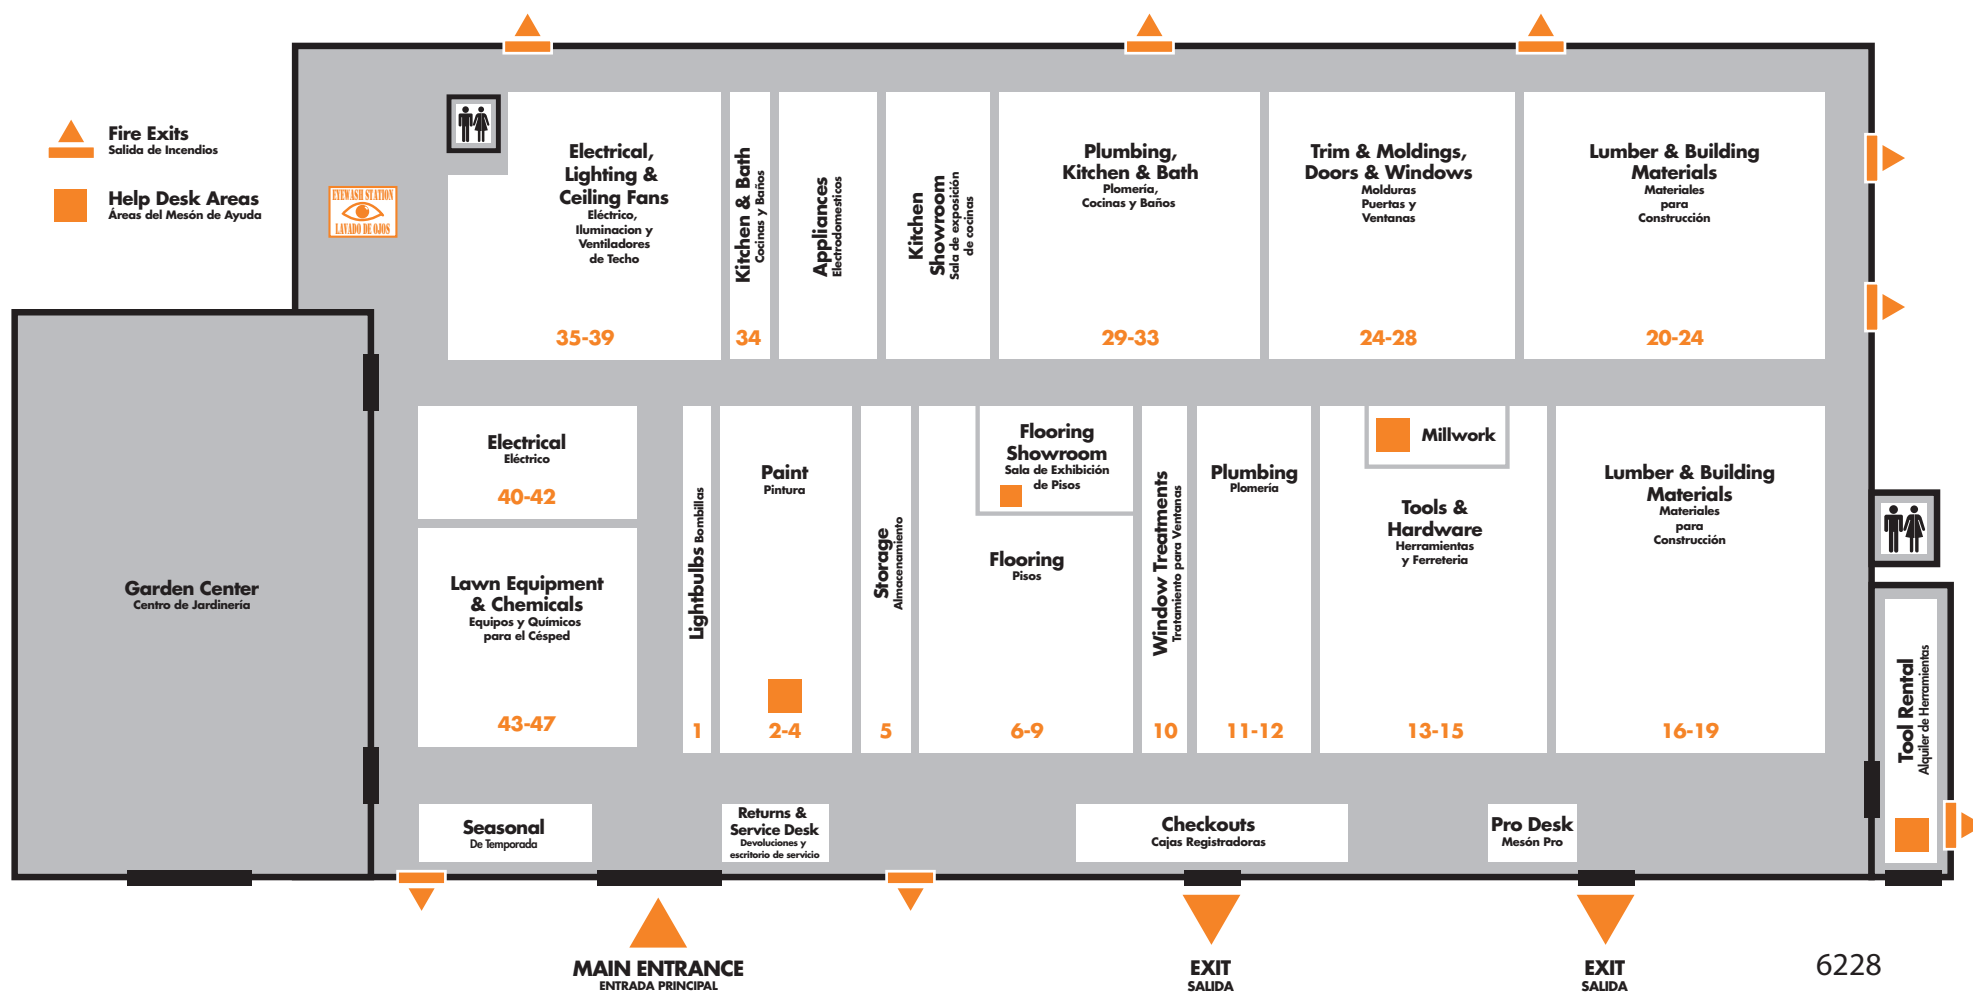 Fire Exits
Salida de Incendios
Help Desk Areas
Áreas del Mesón de Ayuda
EYEWASH STATION
LAVADO DE OJOS
Electrical,
Lighting &
Ceiling Fans
Eléctrico,
Iluminacion y
Ventiladores
de Techo
35-39
Kitchen & Bath
Cocinas y Baños
34
Appliances
Electrodomesticos
Kitchen
Showroom
Sala de exposición
de cocinas
Plumbing,
Kitchen & Bath
Plomería,
Cocinas y Baños
29-33
Trim & Moldings,
Doors & Windows
Molduras
Puertas y
Ventanas
24-28
Lumber & Building
Materials
Materiales
para
Construcción
20-24
Garden Center
Centro de Jardinería
Electrical
Eléctrico
40-42
Lawn Equipment
& Chemicals
Equipos y Químicos
para el Césped
43-47
Lightbulbs Bombillas
1
Paint
Pintura
2-4
Storage
Almacenamiento
5
Flooring
Showroom
Sala de Exhibición
de Pisos
Flooring
Pisos
6-9
Window Treatments
Tratamiento para Ventanas
10
Plumbing
Plomería
11-12
Millwork
Tools &
Hardware
Herramientas
y Ferreteria
13-15
Lumber & Building
Materials
Materiales
para
Construcción
16-19
Tool Rental
Alquiler de Herramientas
Seasonal
De Temporada
Returns &
Service Desk
Devoluciones y
escritorio de servicio
Checkouts
Cajas Registradoras
Pro Desk
Mesón Pro
MAIN ENTRANCE
ENTRADA PRINCIPAL
EXIT
SALIDA
EXIT
SALIDA
6228